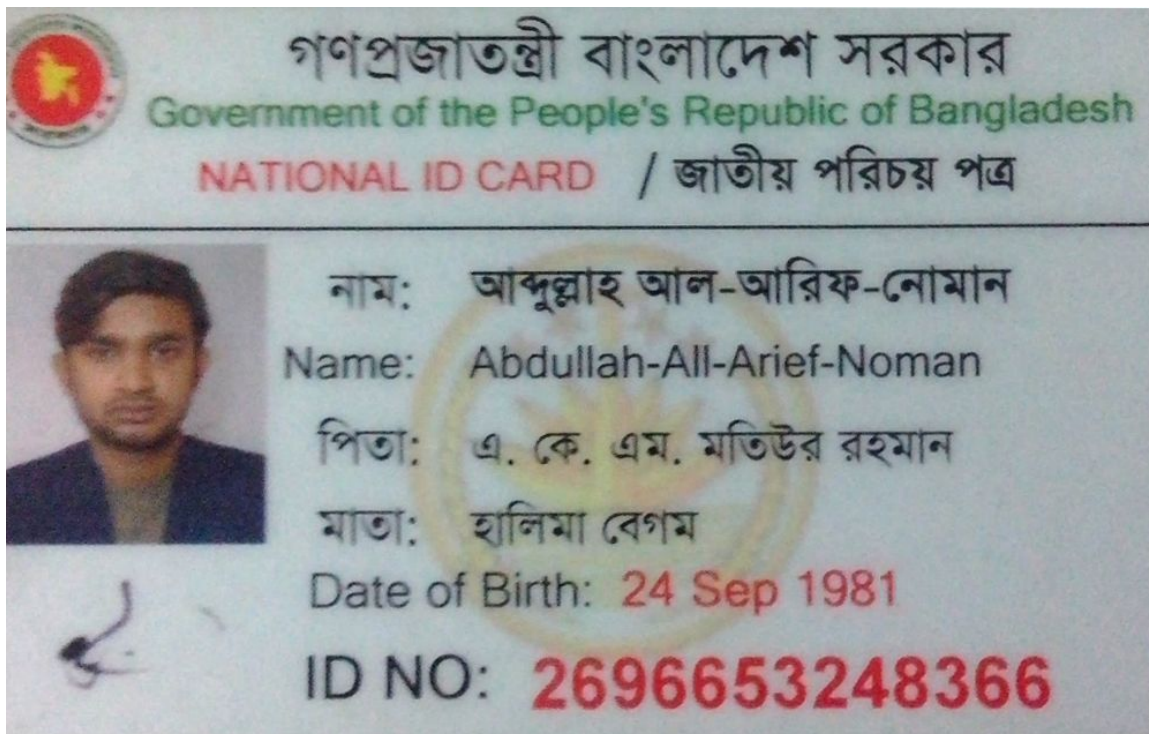 গণপ্রজাতন্ত্রী বাংলাদেশ সরকার
Government of the People's Republic of Bangladesh
NATIONAL ID CARD / জাতীয় পরিচয় পত্র
নাম: আব্দুল্লাহ আল-আরিফ-নোমান
Name: Abdullah-All-Arief-Noman
পিতা: এ. কে. এম. মতিউর রহমান
মাতা: হালিমা বেগম
Date of Birth: 24 Sep 1981
ID NO: 2696653248366